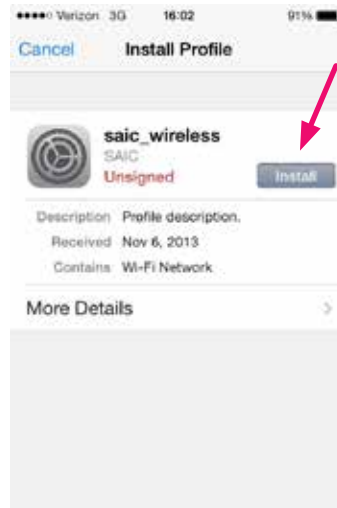 Verizon 3G 16:02 91%
Cancel Install Profile
saic_wireless
SAIC
Unsigned
Install
Description Profile description.
Received Nov 6, 2013
Contains Wi-Fi Network
More Details